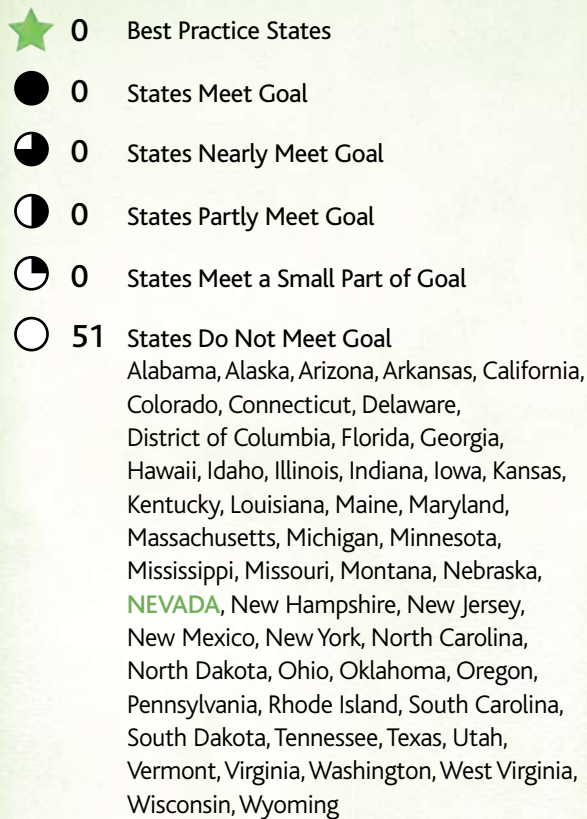 0 Best Practice States
0 States Meet Goal
0 States Nearly Meet Goal
0 States Partly Meet Goal
0 States Meet a Small Part of Goal
51 States Do Not Meet Goal
Alabama, Alaska, Arizona, Arkansas, California,
Colorado, Connecticut, Delaware,
District of Columbia, Florida, Georgia,
Hawaii, Idaho, Illinois, Indiana, Iowa, Kansas,
Kentucky, Louisiana, Maine, Maryland,
Massachusetts, Michigan, Minnesota,
Mississippi, Missouri, Montana, Nebraska,
NEVADA, New Hampshire, New Jersey,
New Mexico, New York, North Carolina,
North Dakota, Ohio, Oklahoma, Oregon,
Pennsylvania, Rhode Island, South Carolina,
South Dakota, Tennessee, Texas, Utah,
Vermont, Virginia, Washington, West Virginia,
Wisconsin, Wyoming